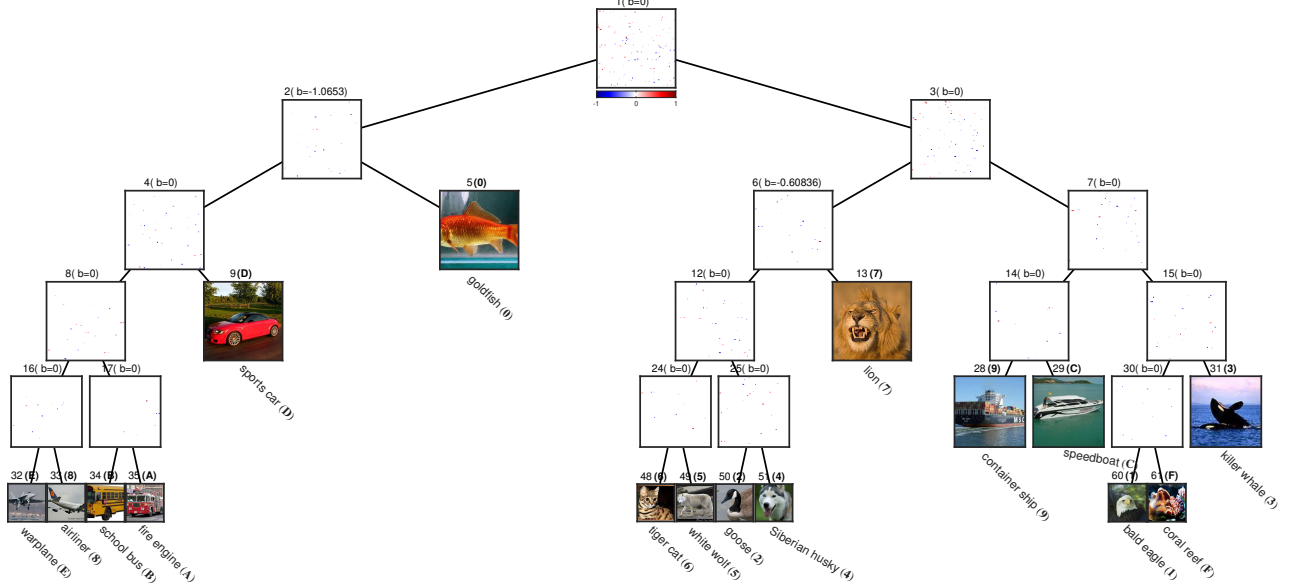 1( b=0)
-1 0 1
2( b=-1.0653)
3( b=0)
4( b=0)
5(0)
6( b=-0.60836)
7( b=0)
goldfish (0)
8( b=0)
9(D)
12( b=0)
13(7)
14( b=0)
15( b=0)
sports car (D)
lion (7)
16( b=0)
17( b=0)
24( b=0)
25( b=0)
28(9)
29(C)
30( b=0)
31(3)
container ship (9)
speedboat (C)
killer whale (3)
32(E)
33(8)
34(B)
35(A)
48(6)
49(5)
50(2)
51(4)
60(1)
61(F)
warplane (E)
airliner (8)
school bus (B)
fire engine (A)
tiger cat (6)
white wolf (5)
goose (2)
Siberian husky (4)
bald eagle (1)
coral reef (F)